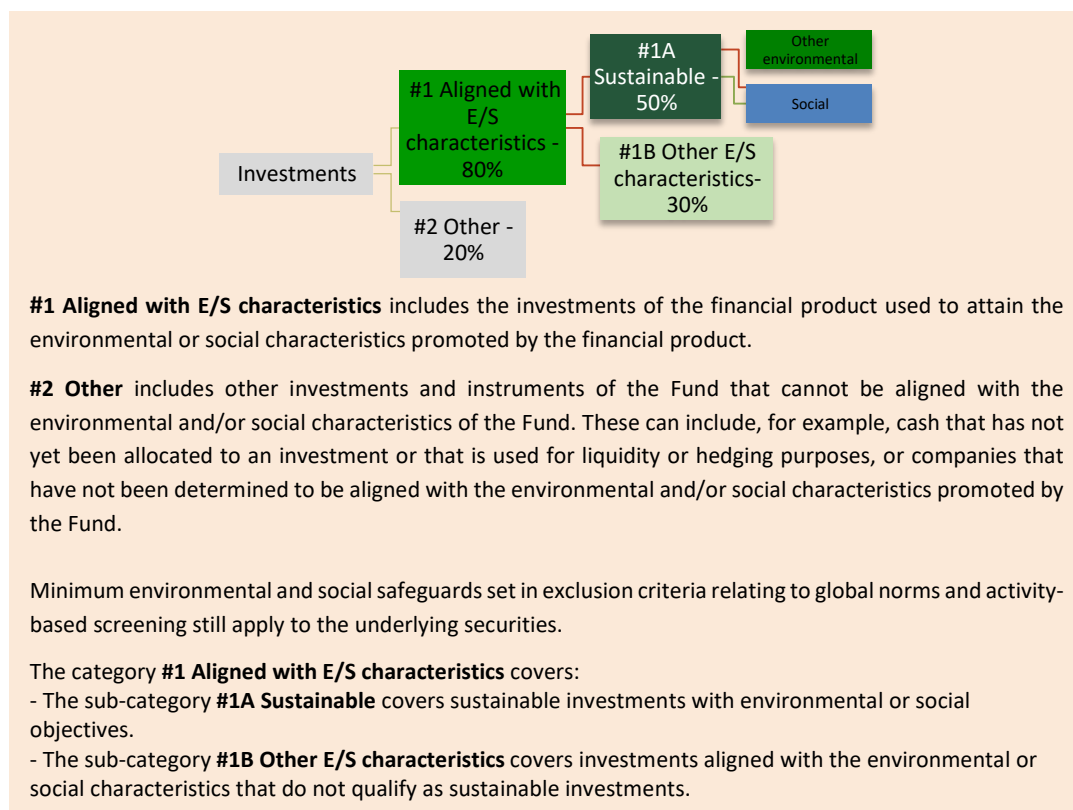 Investments
#1 Aligned with
E/S
characteristics -
80%
#2 Other -
20%
#1A
Sustainable -
50%
#1B Other E/S
characteristics-
30%
Other
environmental
Social
#1 Aligned with E/S characteristics includes the investments of the financial product used to attain the
environmental or social characteristics promoted by the financial product.
#2 Other includes other investments and instruments of the Fund that cannot be aligned with the
environmental and/or social characteristics of the Fund. These can include, for example, cash that has not
yet been allocated to an investment or that is used for liquidity or hedging purposes, or companies that
have not been determined to be aligned with the environmental and/or social characteristics promoted by
the Fund.
Minimum environmental and social safeguards set in exclusion criteria relating to global norms and activity-
based screening still apply to the underlying securities.
The category #1 Aligned with E/S characteristics covers:
- The sub-category #1A Sustainable covers sustainable investments with environmental or social
objectives.
- The sub-category #1B Other E/S characteristics covers investments aligned with the environmental or
social characteristics that do not qualify as sustainable investments.